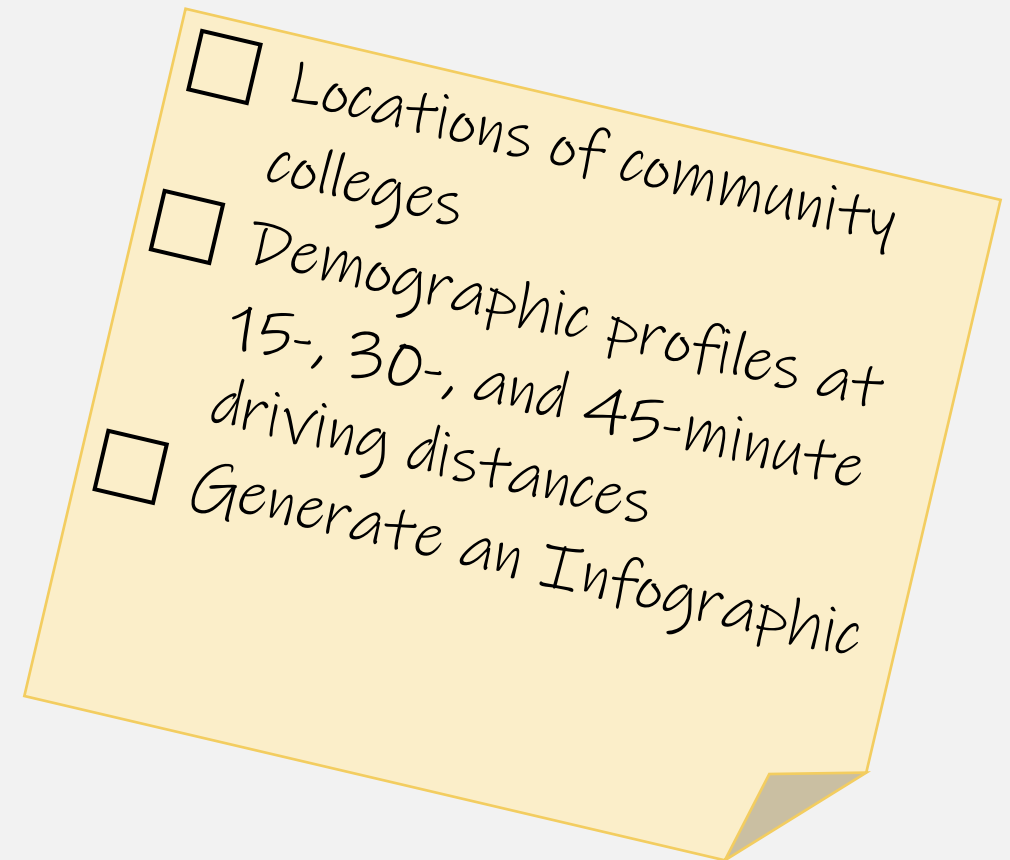 Locations of community
colleges
Demographic profiles at
15-, 30-, and 45-minute
driving distances
Generate an Infographic